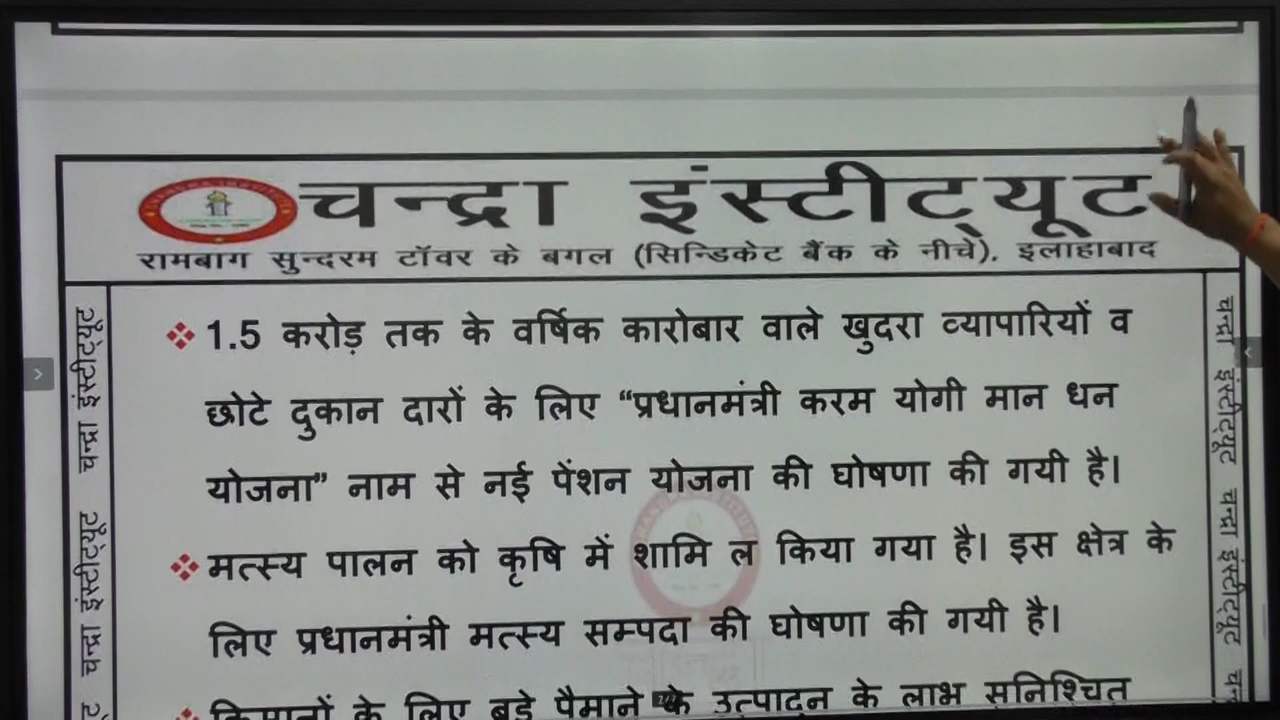 चन्द्रा इंस्टीट्यूट
रामबाग सुन्दरम टॉवर के बगल (सिन्डिकेट बैंक के नीचे). इलाहाबाद
❖ 1.5 करोड़ तक के वर्षिक कारोबार वाले खुदरा व्यापारियों व
छोटे दुकान दारों के लिए “प्रधानमंत्री करम योगी मान धन
योजना” नाम से नई पेंशन योजना की घोषणा की गयी है।
❖ मत्स्य पालन को कृषि में शामि ल किया गया है। इस क्षेत्र के
लिए प्रधानमंत्री मत्स्य सम्पदा की घोषणा की गयी है।
❖ किसानों के लिए बड़े पैमाने के उत्पादन के लाभ सुनिश्चित
चन्द्रा इंस्टीट्यूट चन्द्रा इंस्टीट्यूट
चन्द्रा इंस्टीट्यूट चन्द्रा इंस्टीट्यूट